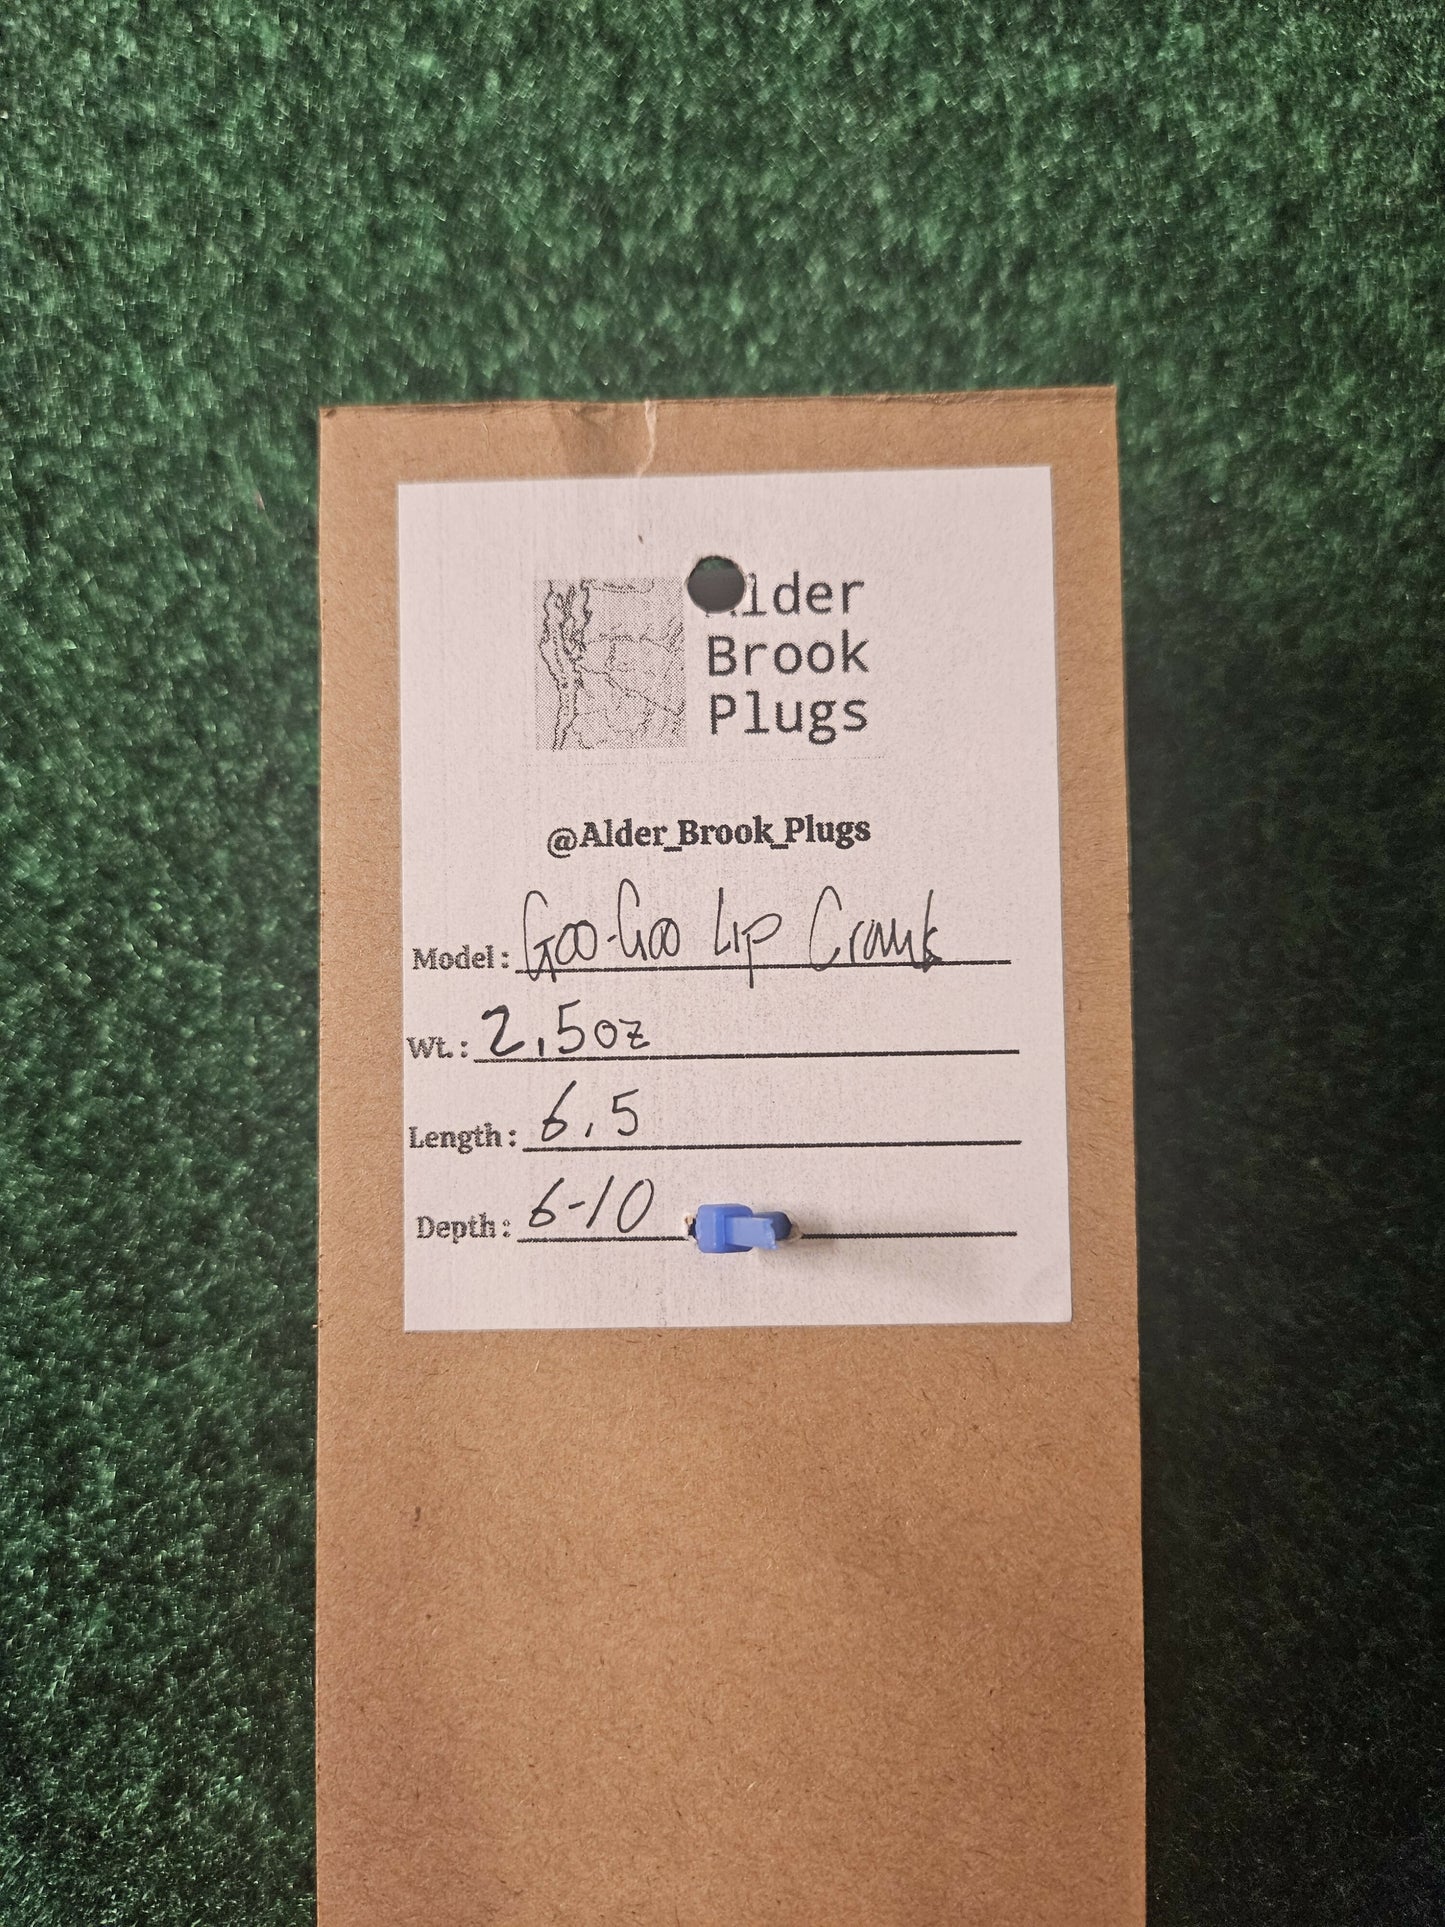 Alder
Brook
Plugs
@Alder_Brook_Plugs
Model: Goo-Goo Lip Crank
Wt.: 2.5oz
Length: 6.5
Depth: 6-10